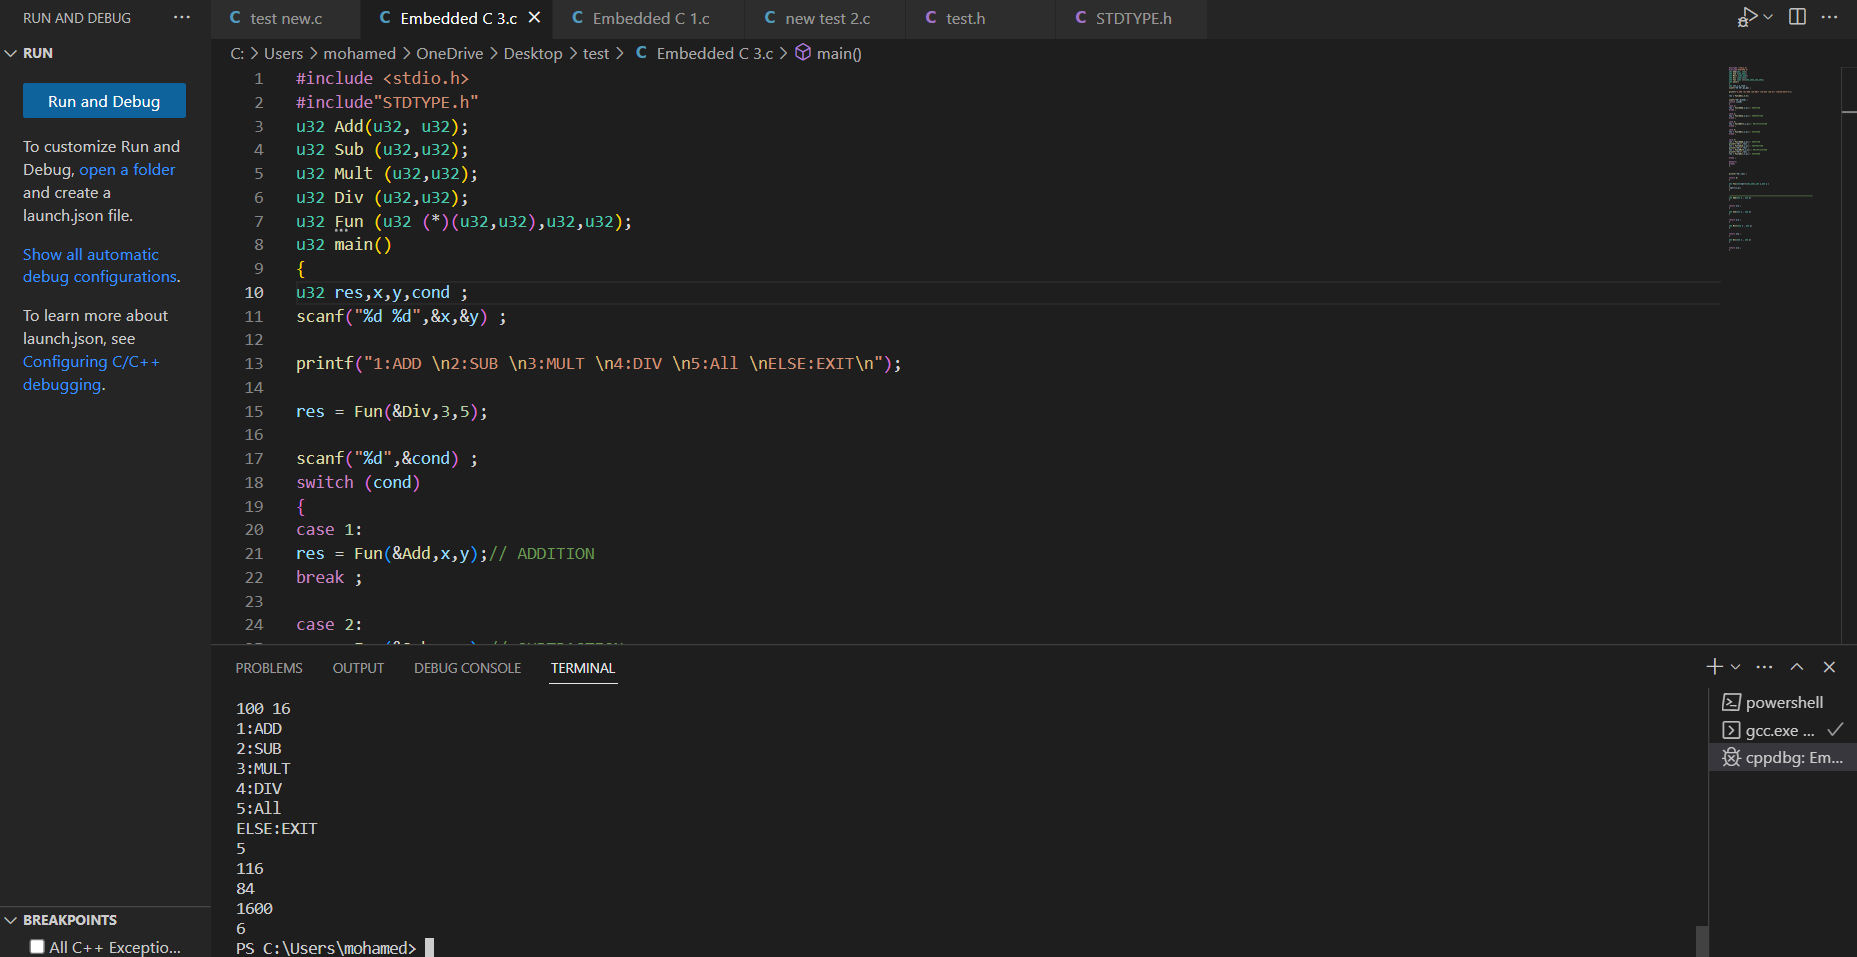 RUN AND DEBUG ···
RUN
Run and Debug
To customize Run and
Debug, open a folder
and create a
launch.json file.
Show all automatic
debug configurations.
To learn more about
launch.json, see
Configuring C/C++
debugging.
BREAKPOINTS
All C++ Exceptio...
C test new.c
C Embedded C 3.c
C Embedded C 1.c
C new test 2.c
C test.h
C STDTYPE.h
C: > Users > mohamed > OneDrive > Desktop > test > C Embedded C 3.c > main()
1 #include <stdio.h>
2 #include"STDTYPE.h"
3 u32 Add(u32, u32);
4 u32 Sub (u32,u32);
5 u32 Mult (u32,u32);
6 u32 Div (u32,u32);
7 u32 Fun (u32 (*)(u32,u32),u32,u32);
8 u32 main()
9 {
10 u32 res,x,y,cond ;
11 scanf("%d %d",&x,&y) ;
12
13 printf("1:ADD \n2:SUB \n3:MULT \n4:DIV \n5:All \nELSE:EXIT\n");
14
15 res = Fun(&Div,3,5);
16
17 scanf("%d",&cond) ;
18 switch (cond)
19 {
20 case 1:
21 res = Fun(&Add,x,y);// ADDITION
22 break ;
23
24 case 2:
PROBLEMS OUTPUT DEBUG CONSOLE TERMINAL
100 16
1:ADD
2:SUB
3:MULT
4:DIV
5:All
ELSE:EXIT
5
116
84
1600
6
PS C:\Users\mohamed>
powershell
gcc.exe ...
cppdbg: Em...